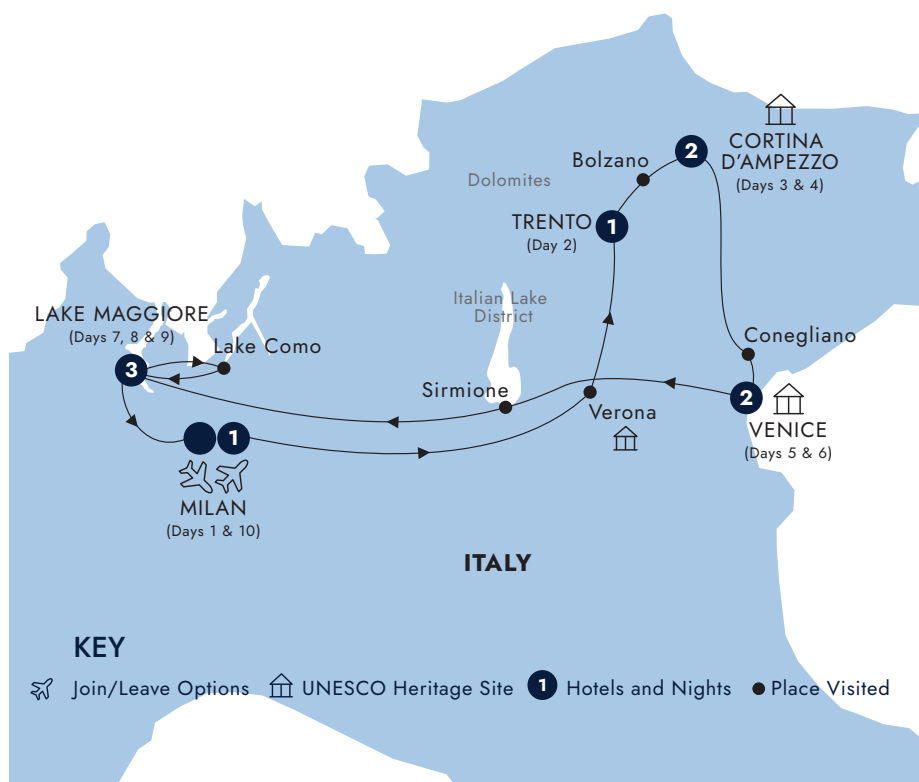 2
CORTINA
D'AMPEZZO
(Days 3 & 4)
Bolzano
Dolomites
TRENTO
(Day 2)
1
Italian Lake
District
LAKE MAGGIORE
(Days 7, 8 & 9)
Lake Como
3
Conegliano
Sirmione
Verona
2
VENICE
(Days 5 & 6)
1
MILAN
(Days 1 & 10)
ITALY
KEY
Join/Leave Options UNESCO Heritage Site 1 Hotels and Nights Place Visited